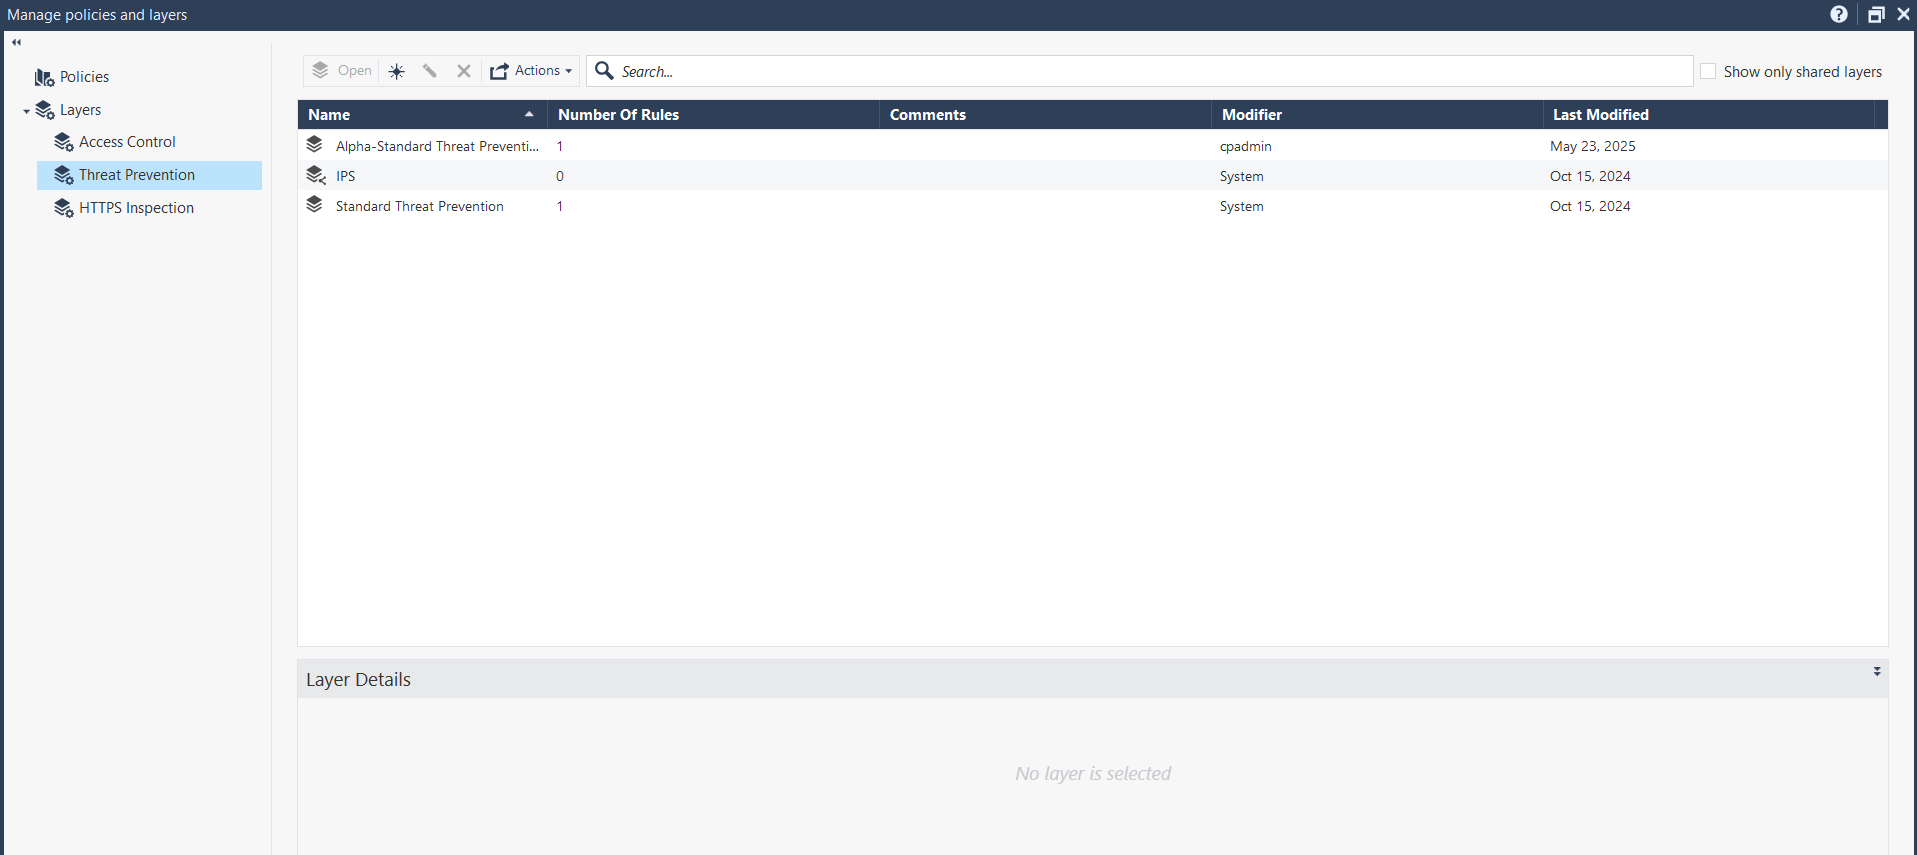 Manage policies and layers
Policies
Layers
Access Control
Threat Prevention
HTTPS Inspection
Open Actions Search... Show only shared layers
Name Number Of Rules Comments Modifier Last Modified
Alpha-Standard Threat Preventi... 1 cpadmin May 23, 2025
IPS 0 System Oct 15, 2024
Standard Threat Prevention 1 System Oct 15, 2024
Layer Details
No layer is selected